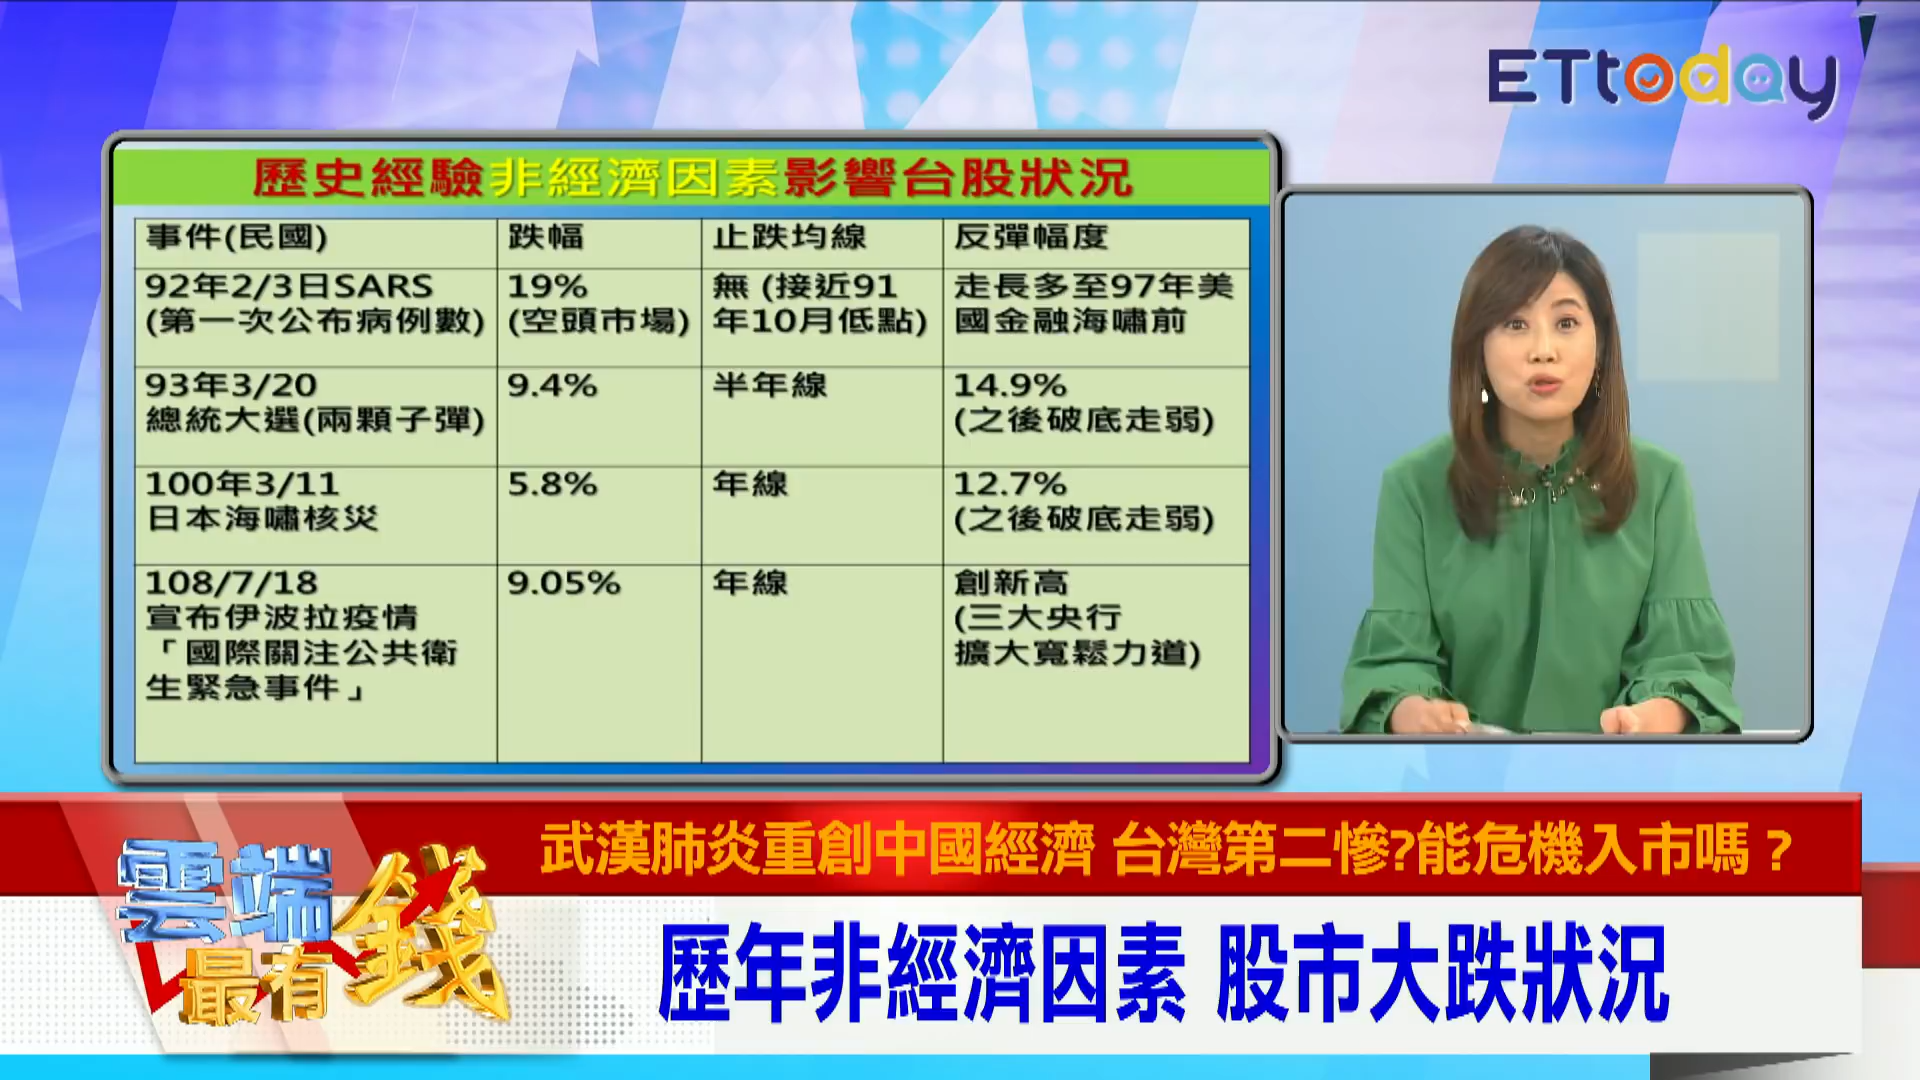 ETtoday
歷史經驗非經濟因素影響台股狀況
事件(民國)
跌幅
止跌均線
反彈幅度
92年2/3日SARS
(第一次公布病例數)
19%
(空頭市場)
無 (接近91
年10月低點)
走長多至97年美
國金融海嘯前
93年3/20
總統大選(兩顆子彈)
9.4%
半年線
14.9%
(之後破底走弱)
100年3/11
日本海嘯核災
5.8%
年線
12.7%
(之後破底走弱)
108/7/18
宣布伊波拉疫情
「國際關注公共衛
生緊急事件」
9.05%
年線
創新高
(三大央行
擴大寬鬆力道)
武漢肺炎重創中國經濟 台灣第二慘?能危機入市嗎?
雲端
最有錢
歷年非經濟因素 股市大跌狀況